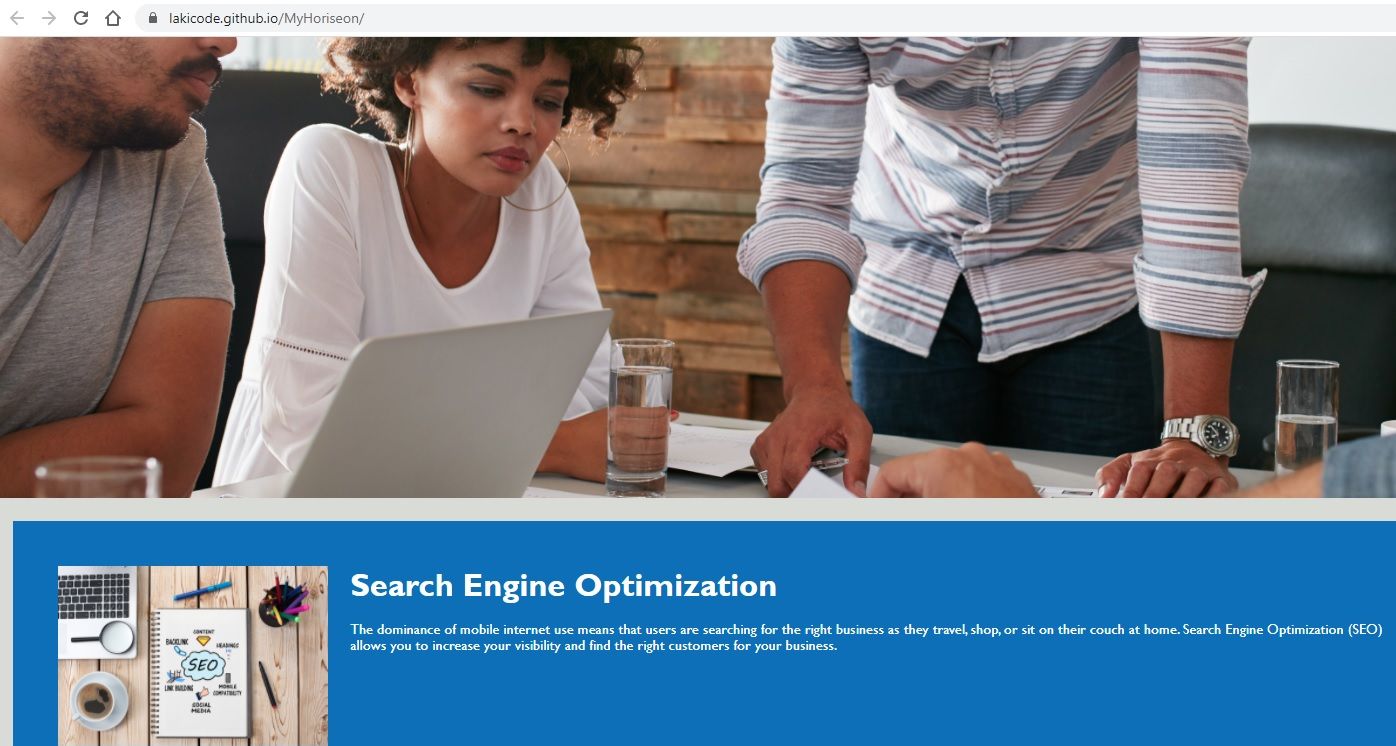 lakicode.github.io/MyHoriseon/
Search Engine Optimization
The dominance of mobile internet use means that users are searching for the right business as they travel, shop, or sit on their couch at home. Search Engine Optimization (SEO)
allows you to increase your visibility and find the right customers for your business.
CONTENT
BACKLINK
HEADINGS
SEO
LINK BUILDING
MOBILE
COMPATIBILITY
SOCIAL
MEDIA